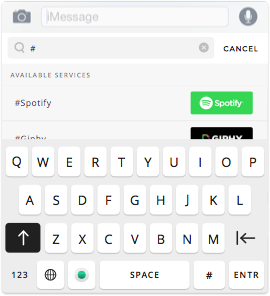 iMessage
#
CANCEL
AVAILABLE SERVICES
#Spotify Spotify
#Giphy GIPHY
Q W E R T Y U I O P
A S D F G H J K L
Z X C V B N M
123 SPACE # ENTR